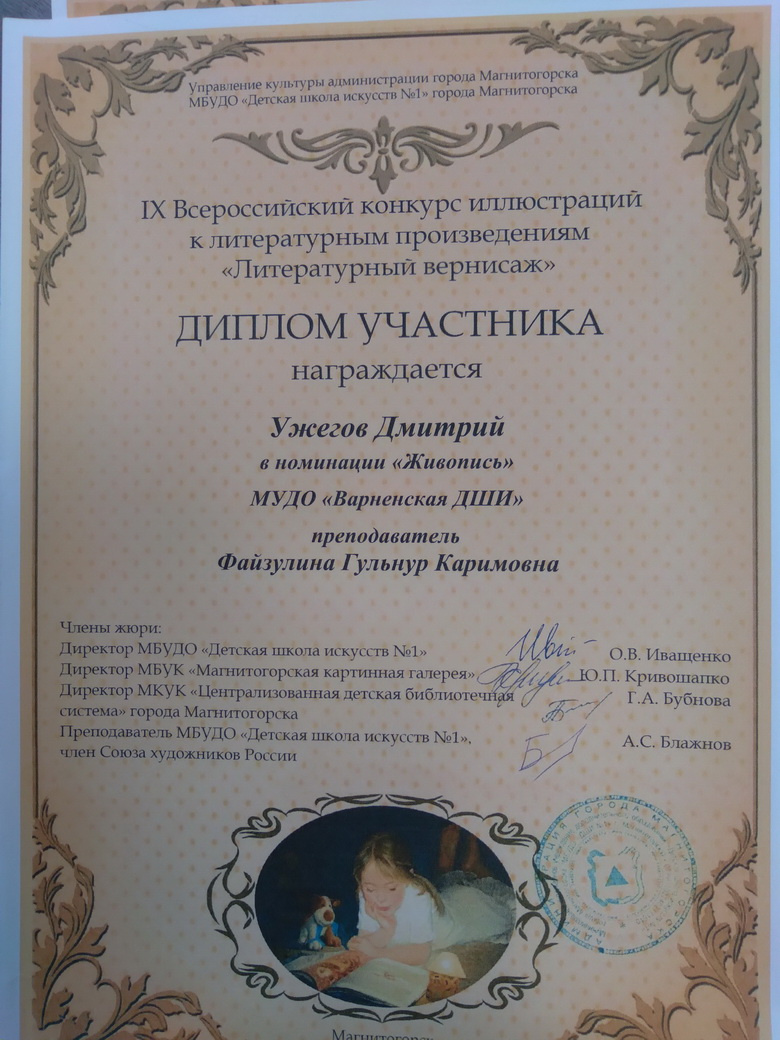 Управление культуры администрации города Магнитогорска
МБУДО «Детская школа искусств №1» города Магнитогорска
IX Всероссийский конкурс иллюстраций
к литературным произведениям
«Литературный вернисаж»
ДИПЛОМ УЧАСТНИКА
награждается
Ужегов Дмитрий
в номинации «Живопись»
МУДО «Варненская ДШИ»
преподаватель
Файзулина Гульнур Каримовна
Члены жюри:
Директор МБУДО «Детская школа искусств №1» О.В. Иващенко
Директор МБУК «Магнитогорская картинная галерея» Ю.П. Кривошапко
Директор МКУК «Централизованная детская библиотечная Г.А. Бубнова
система» города Магнитогорска
Преподаватель МБУДО «Детская школа искусств №1», А.С. Блажнов
член Союза художников России
Магнитогорск